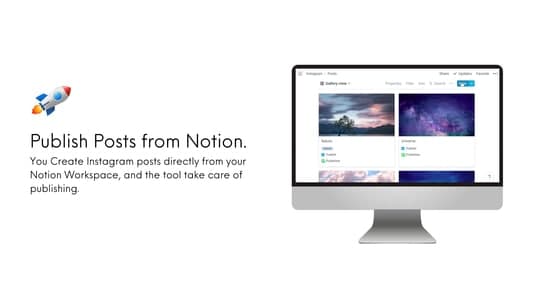 Publish Posts from Notion.
You Create Instagram posts directly from your
Notion Workspace, and the tool take care of
publishing.
Instagram
Posts
Share
Updates
Favorite
Gallery view
Properties
Filter
Sort
Search
Nature
Universe